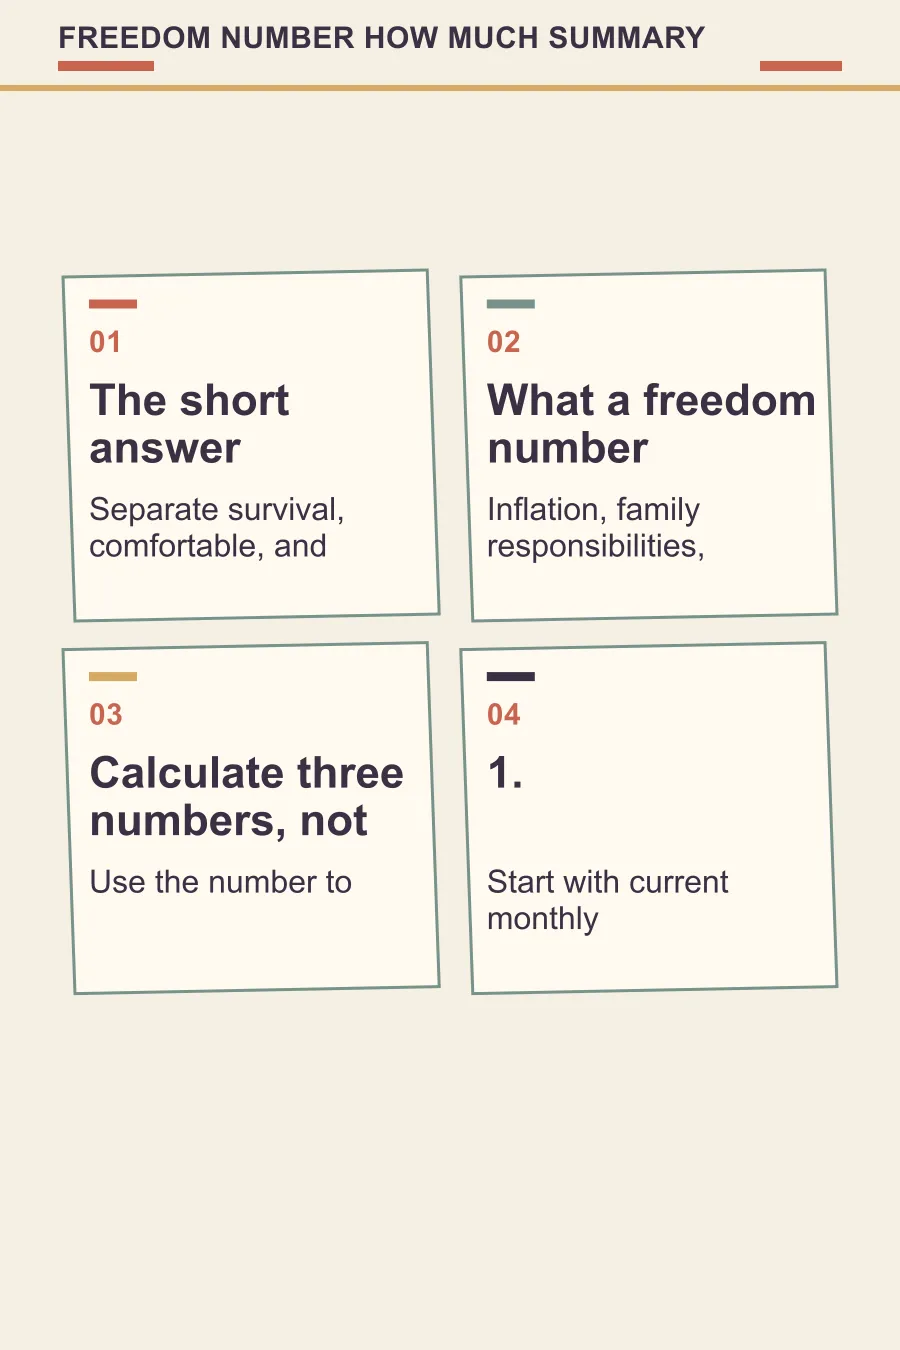 FREEDOM NUMBER HOW MUCH SUMMARY
01
The short
answer
Separate survival,
comfortable, and
02
What a freedom
number
Inflation, family
responsibilities,
03
Calculate three
numbers, not
Use the number to
04
1.
Start with current
monthly